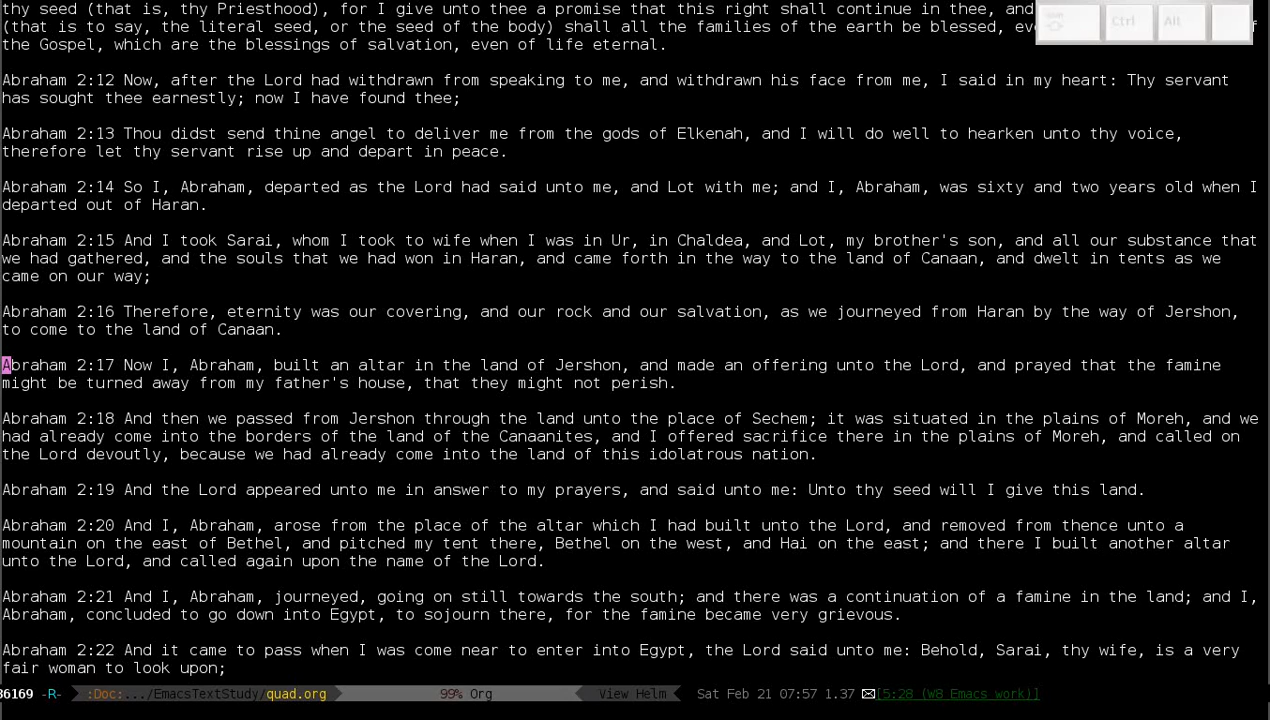 thy seed (that is, thy Priesthood), for I give unto thee a promise that this right shall continue in thee, and
(that is to say, the literal seed, or the seed of the body) shall all the families of the earth be blessed, of
the Gospel, which are the blessings of salvation, even of life eternal.
Ctrl Alt
Abraham 2:12 Now, after the Lord had withdrawn from speaking to me, and withdrawn his face from me, I said in my heart: Thy servant
has sought thee earnestly; now I have found thee;
Abraham 2:13 Thou didst send thine angel to deliver me from the gods of Elkenah, and I will do well to hearken unto thy voice,
therefore let thy servant rise up and depart in peace.
Abraham 2:14 So I, Abraham, departed as the Lord had said unto me, and Lot with me; and I, Abraham, was sixty and two years old when I
departed out of Haran.
Abraham 2:15 And I took Sarai, whom I took to wife when I was in Ur, in Chaldea, and Lot, my brother's son, and all our substance that
we had gathered, and the souls that we had won in Haran, and came forth in the way to the land of Canaan, and dwelt in tents as we
came on our way;
Abraham 2:16 Therefore, eternity was our covering, and our rock and our salvation, as we journeyed from Haran by the way of Jershon,
to come to the land of Canaan.
Abraham 2:17 Now I, Abraham, built an altar in the land of Jershon, and made an offering unto the Lord, and prayed that the famine
might be turned away from my father's house, that they might not perish.
Abraham 2:18 And then we passed from Jershon through the land unto the place of Sechem; it was situated in the plains of Moreh, and we
had already come into the borders of the land of the Canaanites, and I offered sacrifice there in the plains of Moreh, and called on
the Lord devoutly, because we had already come into the land of this idolatrous nation.
Abraham 2:19 And the Lord appeared unto me in answer to my prayers, and said unto me: Unto thy seed will I give this land.
Abraham 2:20 And I, Abraham, arose from the place of the altar which I had built unto the Lord, and removed from thence unto a
mountain on the east of Bethel, and pitched my tent there, Bethel on the west, and Hai on the east; and there I built another altar
unto the Lord, and called again upon the name of the Lord.
Abraham 2:21 And I, Abraham, journeyed, going on still towards the south; and there was a continuation of a famine in the land; and I,
Abraham, concluded to go down into Egypt, to sojourn there, for the famine became very grievous.
Abraham 2:22 And it came to pass when I was come near to enter into Egypt, the Lord said unto me: Behold, Sarai, thy wife, is a very
fair woman to look upon;
36169 -R- :Doc:.../EmacsTextStudy/quad.org 99% Org View Helm Sat Feb 21 07:57 1.37 [5:28 (W8 Emacs work)]